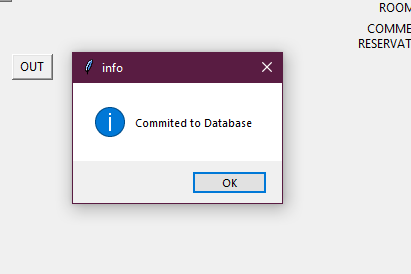 ROOM
COMME
RESERVAT
OUT
info
Commited to Database
OK